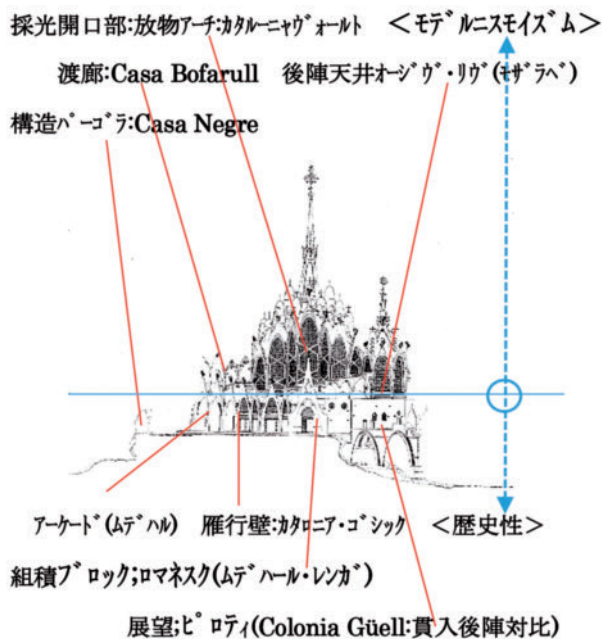 採光開口部:放物ｱｰﾁ:ｶﾀﾙｰﾆｬｳﾞｫｰﾙﾄ　＜ﾓﾃﾞﾙﾆｽﾓｲｽﾞﾑ＞
渡廊:Casa Bofarull　後陣天井ｵｰｼﾞｳﾞ･ﾘｳﾞ(ﾓｻﾞﾗﾍﾞ)
構造ﾊﾟｰｺﾞﾗ:Casa Negre
ｱｰｹｰﾄﾞ(ﾑﾃﾞﾊﾙ)　雁行壁:ｶﾀﾛﾆｱ･ｺﾞｼｯｸ　＜歴史性＞
組積ﾌﾞﾛｯｸ;ﾛﾏﾈｽｸ(ﾑﾃﾞﾊｰﾙ･ﾚﾝｶﾞ)
展望;ﾋﾟﾛﾃｨ(Colonia Güell:貫入後陣対比)